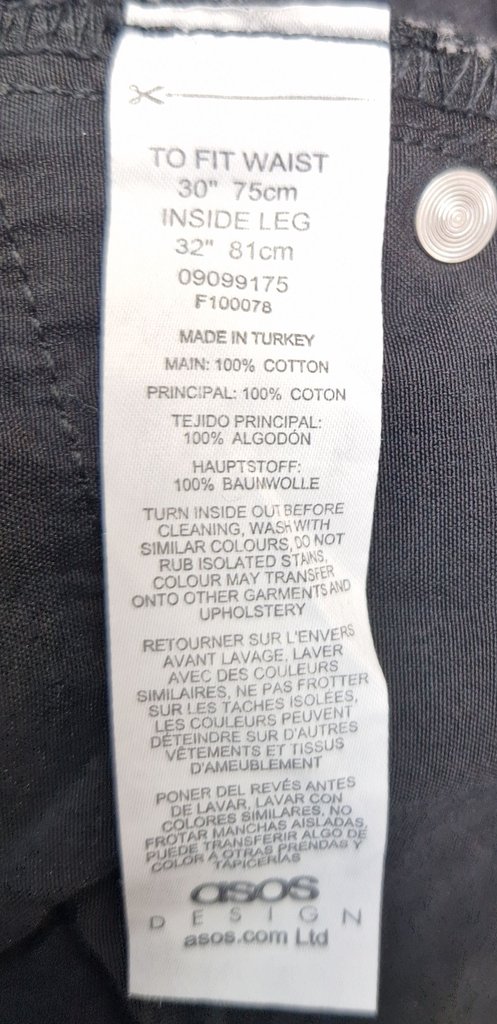 TO FIT WAIST
30" 75cm
INSIDE LEG
32" 81cm
09099175
F100078
MADE IN TURKEY
MAIN: 100% COTTON
PRINCIPAL: 100% COTON
TEJIDO PRINCIPAL:
100% ALGODÓN
HAUPTSTOFF:
100% BAUNWOLLE
TURN INSIDE OUT BEFORE
CLEANING, WASH WITH
SIMILAR COLOURS, DO NOT
RUB ISOLATED STAINS,
COLOUR MAY TRANSFER
ONTO OTHER GARMENTS AND
UPHOLSTERY
RETOURNER SUR L'ENVERS
AVANT LAVAGE, LAVER
AVEC DES COULEURS
SIMILAIRES, NE PAS FROTTER
SUR LES TACHES ISOLÉES,
LES COULEURS PEUVENT
DÉTEINDRE SUR D'AUTRES
VÊTEMENTS ET TISSUS
D'AMEUBLEMENT
PONER DEL REVÉS ANTES
DE LAVAR, LAVAR CON
COLORES SIMILARES, NO
FROTAR MANCHAS AISLADAS,
PUEDE TRANSFERIR ALGO DE
COLOR A OTRAS PRENDAS Y
TAPICERÍAS
asos
DESIGN
asos.com Ltd